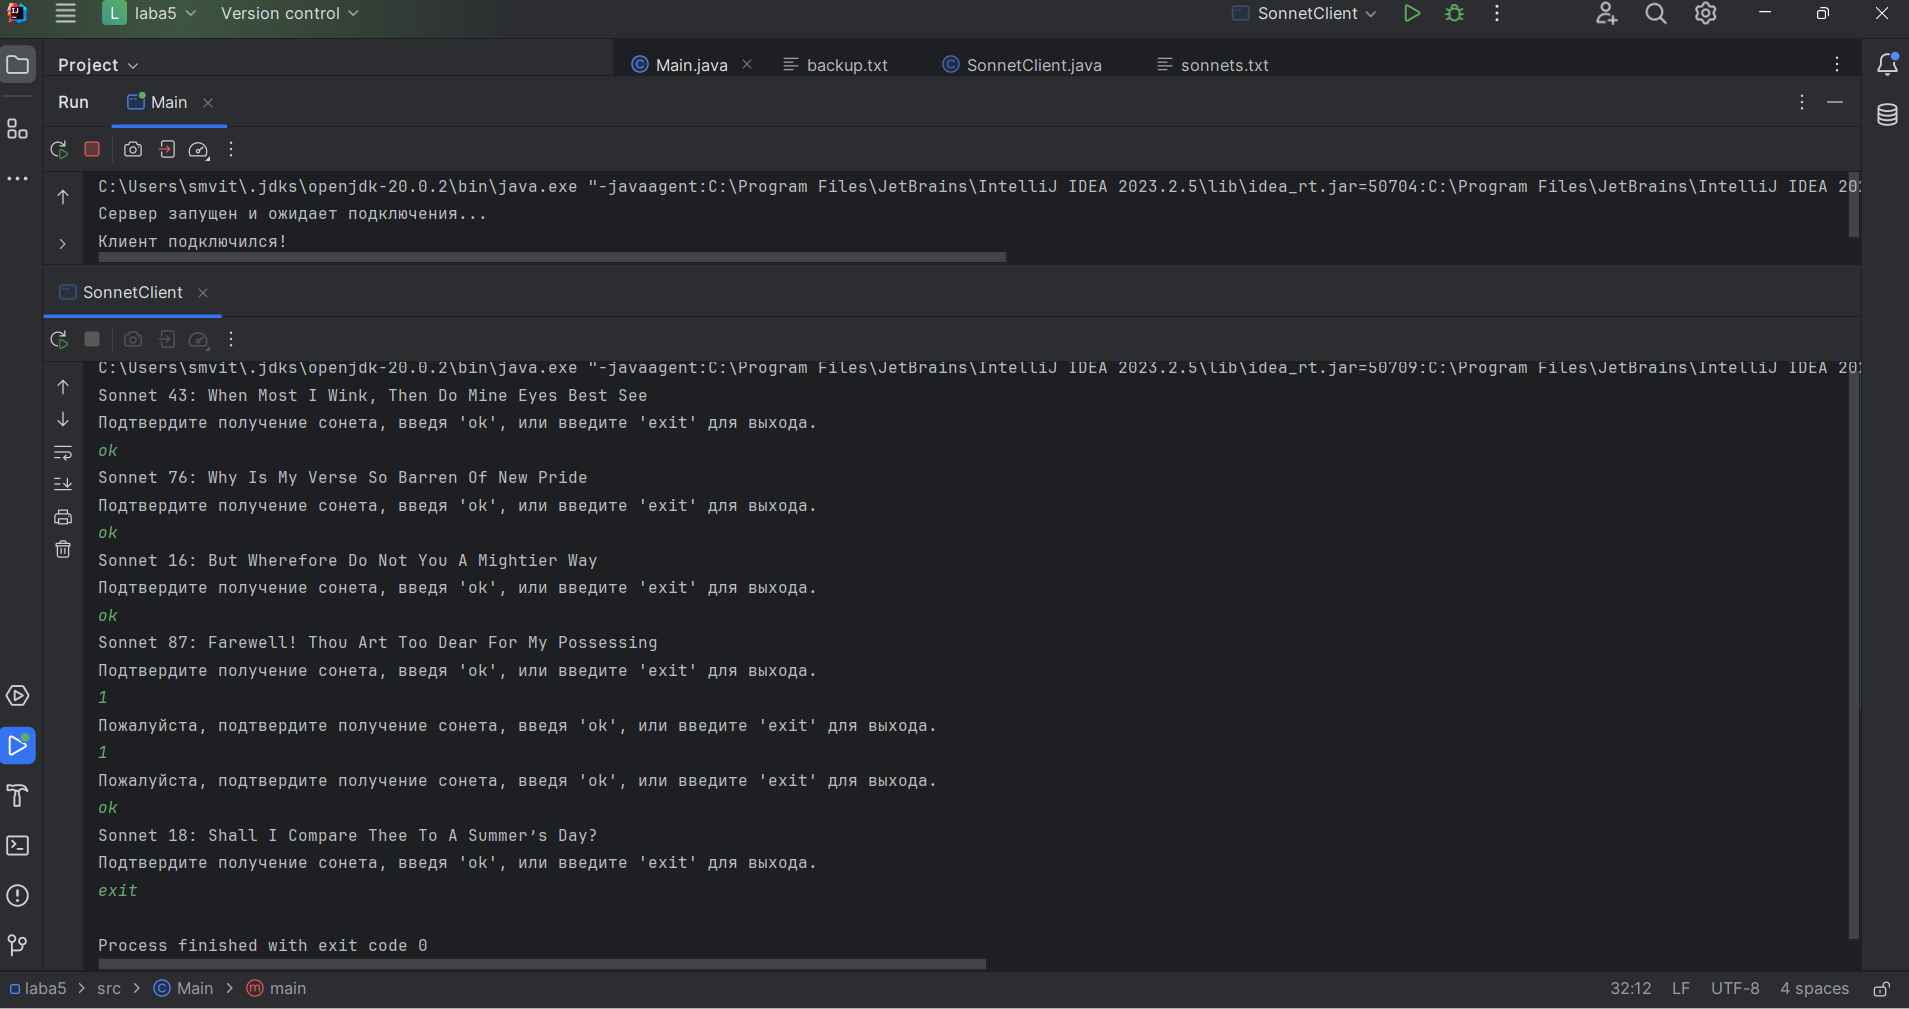 L laba5 Version control SonnetClient
Project Main.java backup.txt SonnetClient.java sonnets.txt
Run Main
C:\Users\smvit\.jdks\openjdk-20.0.2\bin\java.exe "-javaagent:C:\Program Files\JetBrains\IntelliJ IDEA 2023.2.5\lib\idea_rt.jar=50704:C:\Program Files\JetBrains\IntelliJ IDEA 202
Сервер запущен и ожидает подключения...
Клиент подключился!
SonnetClient
C:\Users\smvit\.jdks\openjdk-20.0.2\bin\java.exe "-javaagent:C:\Program Files\JetBrains\IntelliJ IDEA 2023.2.5\lib\idea_rt.jar=50709:C:\Program Files\JetBrains\IntelliJ IDEA 202
Sonnet 43: When Most I Wink, Then Do Mine Eyes Best See
Подтвердите получение сонета, введя 'ok', или введите 'exit' для выхода.
ok
Sonnet 76: Why Is My Verse So Barren Of New Pride
Подтвердите получение сонета, введя 'ok', или введите 'exit' для выхода.
ok
Sonnet 16: But Wherefore Do Not You A Mightier Way
Подтвердите получение сонета, введя 'ok', или введите 'exit' для выхода.
ok
Sonnet 87: Farewell! Thou Art Too Dear For My Possessing
Подтвердите получение сонета, введя 'ok', или введите 'exit' для выхода.
1
Пожалуйста, подтвердите получение сонета, введя 'ok', или введите 'exit' для выхода.
1
Пожалуйста, подтвердите получение сонета, введя 'ok', или введите 'exit' для выхода.
ok
Sonnet 18: Shall I Compare Thee To A Summer’s Day?
Подтвердите получение сонета, введя 'ok', или введите 'exit' для выхода.
exit
Process finished with exit code 0
laba5 > src > Main > main 32:12 LF UTF-8 4 spaces